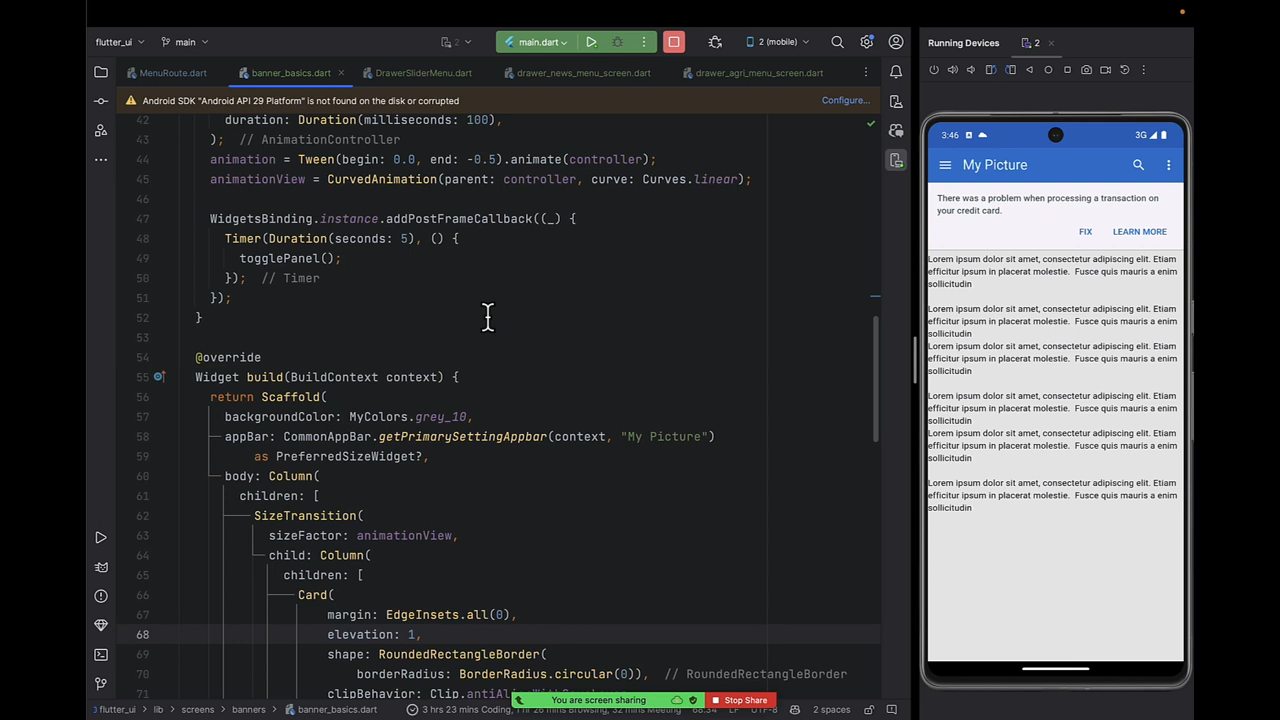 flutter_ui
main
2
main.dart
2 (mobile)
Running Devices
2
MenuRoute.dart
banner_basics.dart
DrawerSliderMenu.dart
drawer_news_menu_screen.dart
drawer_agri_menu_screen.dart
Android SDK "Android API 29 Platform" is not found on the disk or corrupted
Configure...
42 duration: Duration(milliseconds: 100),
43 ); // AnimationController
44 animation = Tween(begin: 0.0, end: -0.5).animate(controller);
45 animationView = CurvedAnimation(parent: controller, curve: Curves.linear);
46
47 WidgetsBinding.instance.addPostFrameCallback((_) {
48 Timer(Duration(seconds: 5), () {
49 togglePanel();
50 }); // Timer
51 });
52 }
53
54 @override
55 Widget build(BuildContext context) {
56 return Scaffold(
57 backgroundColor: MyColors.grey_10,
58 appBar: CommonAppBar.getPrimarySettingAppbar(context, "My Picture")
59 as PreferredSizeWidget?,
60 body: Column(
61 children: [
62 SizeTransition(
63 sizeFactor: animationView,
64 child: Column(
65 children: [
66 Card(
67 margin: EdgeInsets.all(0),
68 elevation: 1,
69 shape: RoundedRectangleBorder(
70 borderRadius: BorderRadius.circular(0)), // RoundedRectangleBorder
71 clipBehavior: Clip.
3:46
3G
My Picture
There was a problem when processing a transaction on
your credit card.
FIX
LEARN MORE
Lorem ipsum dolor sit amet, consectetur adipiscing elit. Etiam
efficitur ipsum in placerat molestie. Fusce quis mauris a enim
sollicitudin
Lorem ipsum dolor sit amet, consectetur adipiscing elit. Etiam
efficitur ipsum in placerat molestie. Fusce quis mauris a enim
sollicitudin
Lorem ipsum dolor sit amet, consectetur adipiscing elit. Etiam
efficitur ipsum in placerat molestie. Fusce quis mauris a enim
sollicitudin
Lorem ipsum dolor sit amet, consectetur adipiscing elit. Etiam
efficitur ipsum in placerat molestie. Fusce quis mauris a enim
sollicitudin
Lorem ipsum dolor sit amet, consectetur adipiscing elit. Etiam
efficitur ipsum in placerat molestie. Fusce quis mauris a enim
sollicitudin
Lorem ipsum dolor sit amet, consectetur adipiscing elit. Etiam
efficitur ipsum in placerat molestie. Fusce quis mauris a enim
sollicitudin
You are screen sharing
Stop Share
flutter_ui
lib
screens
banners
banner_basics.dart
3 hrs 23 mins Coding,
68:34
LF
UTF-8
2 spaces